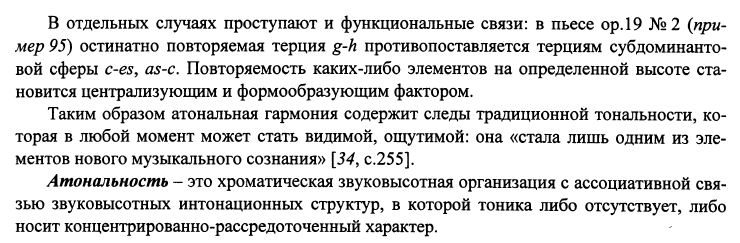 В отдельных случаях проступают и функциональные связи: в пьесе ор.19 № 2 (при-
мер 95) остинатно повторяемая терция g-h противопоставляется терциям субдоминанто-
вой сферы c-es, as-c. Повторяемость каких-либо элементов на определенной высоте ста-
новится централизующим и формообразующим фактором.
Таким образом атональная гармония содержит следы традиционной тональности, ко-
торая в любой момент может стать видимой, ощутимой: она «стала лишь одним из эле-
ментов нового музыкального сознания» [34, с.255].
Атональность – это хроматическая звуковысотная организация с ассоциативной свя-
зью звуковысотных интонационных структур, в которой тоника либо отсутствует, либо
носит концентрированно-рассредоточенный характер.